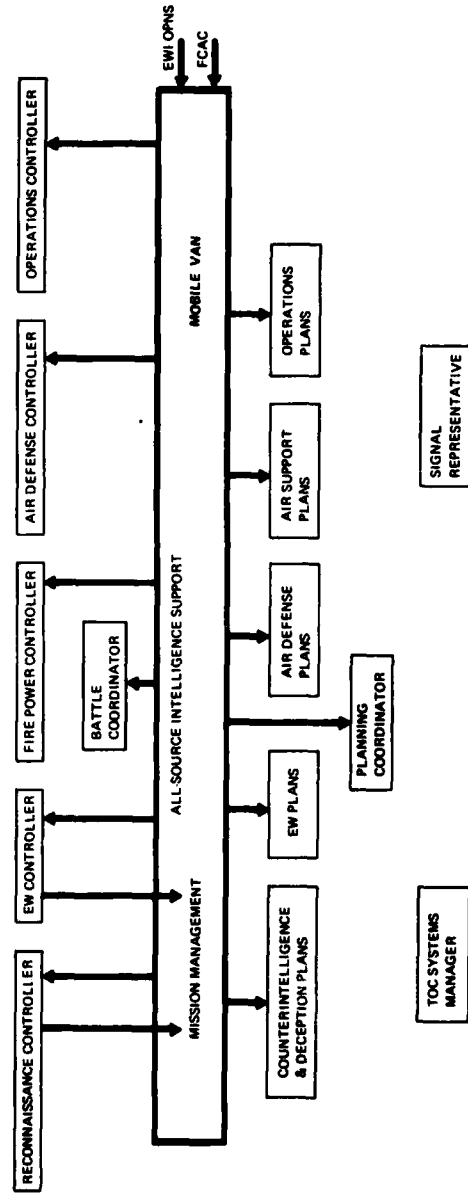 RECONNAISSANCE CONTROLLER
EW CONTROLLER
FIRE POWER CONTROLLER
AIR DEFENSE CONTROLLER
OPERATIONS CONTROLLER
BATTLE
COORDINATOR
EWI OPNS
FCAC
MISSION MANAGEMENT
ALL-SOURCE INTELLIGENCE SUPPORT
MOBILE VAN
COUNTERINTELLIGENCE
& DECEPTION PLANS
EW PLANS
AIR DEFENSE
PLANS
AIR SUPPORT
PLANS
OPERATIONS
PLANS
PLANNING
COORDINATOR
TOC SYSTEMS
MANAGER
SIGNAL
REPRESENTATIVE